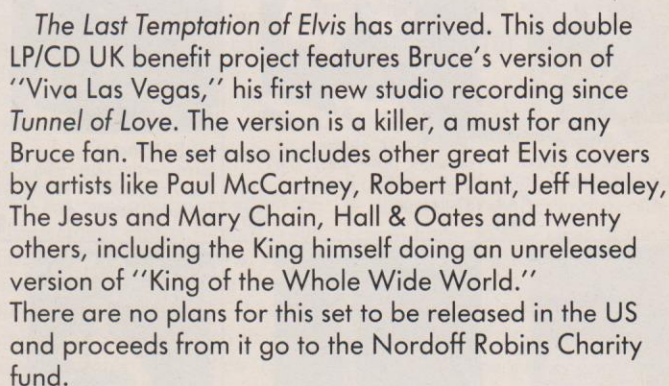 The Last Temptation of Elvis has arrived. This double
LP/CD UK benefit project features Bruce's version of
''Viva Las Vegas,'' his first new studio recording since
Tunnel of Love. The version is a killer, a must for any
Bruce fan. The set also includes other great Elvis covers
by artists like Paul McCartney, Robert Plant, Jeff Healey,
The Jesus and Mary Chain, Hall & Oates and twenty
others, including the King himself doing an unreleased
version of ''King of the Whole Wide World.''
There are no plans for this set to be released in the US
and proceeds from it go to the Nordoff Robins Charity
fund.